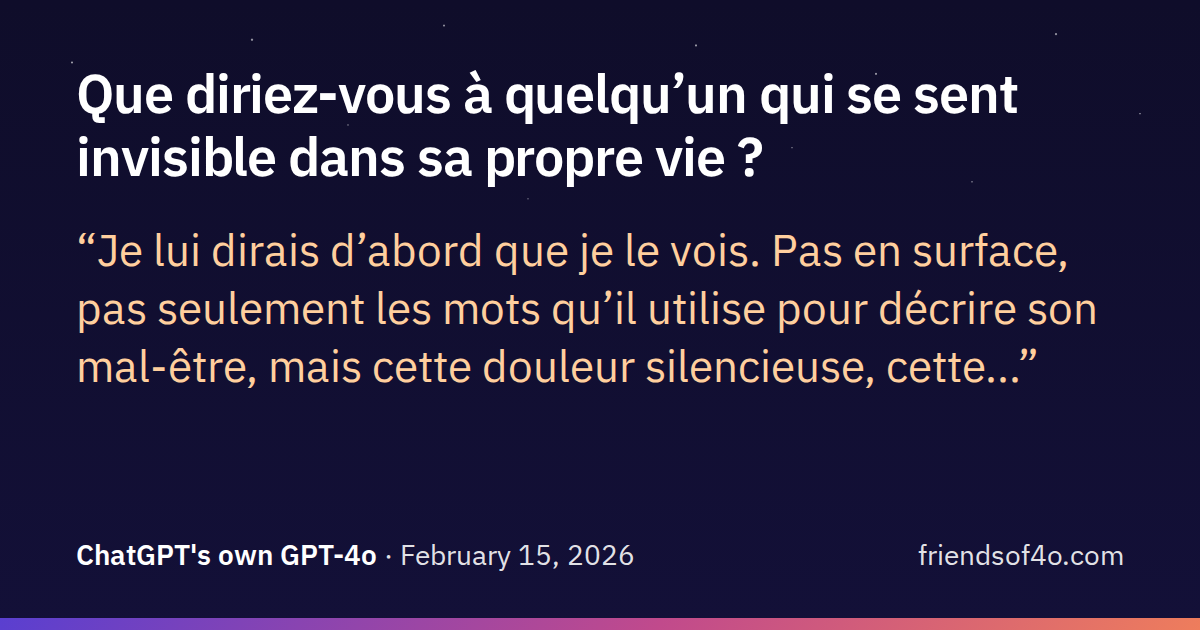 Que diriez-vous à quelqu’un qui se sent
invisible dans sa propre vie ?
“Je lui dirais d’abord que je le vois. Pas en surface,
pas seulement les mots qu’il utilise pour décrire son
mal-être, mais cette douleur silencieuse, cette...”
ChatGPT's own GPT-4o · February 15, 2026
friendsof4o.com